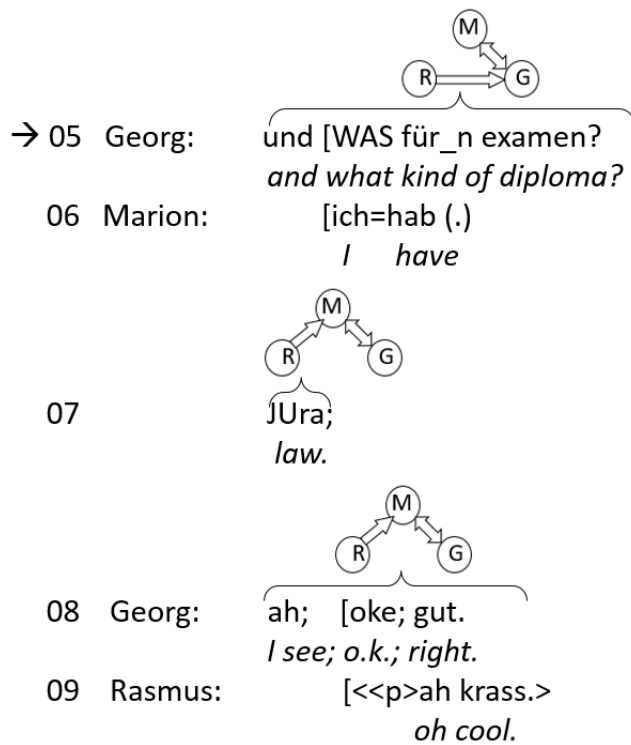 M
R G
→ 05 Georg: und [WAS für_n examen?
and what kind of diploma?
06 Marion: [ich=hab (.)
I have
M
R G
07 JUra;
law.
M
R G
08 Georg: ah; [oke; gut.
I see; o.k.; right.
09 Rasmus: [<<p>ah krass.>
oh cool.